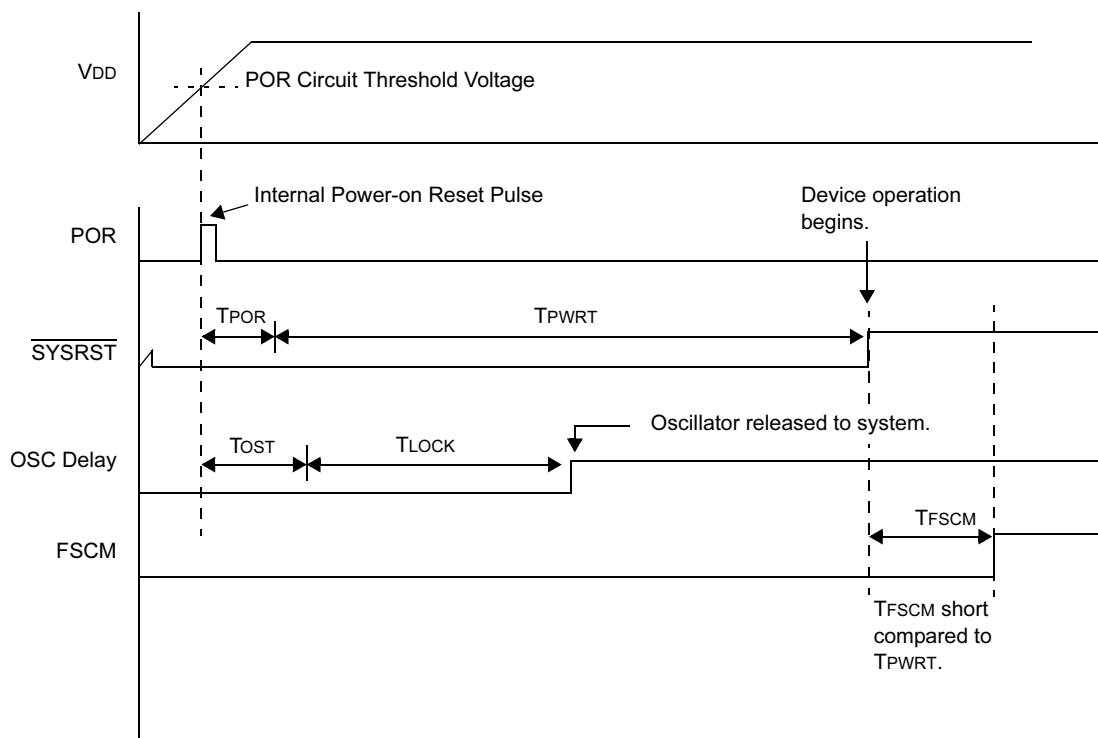 VDD
POR Circuit Threshold Voltage
Internal Power-on Reset Pulse
Device operation
begins.
POR
TPOR
TPWRT
SYSRST
Oscillator released to system.
TOST
TLOCK
OSC Delay
TFSCM
FSCM
TFSCM short
compared to
TPWRT.